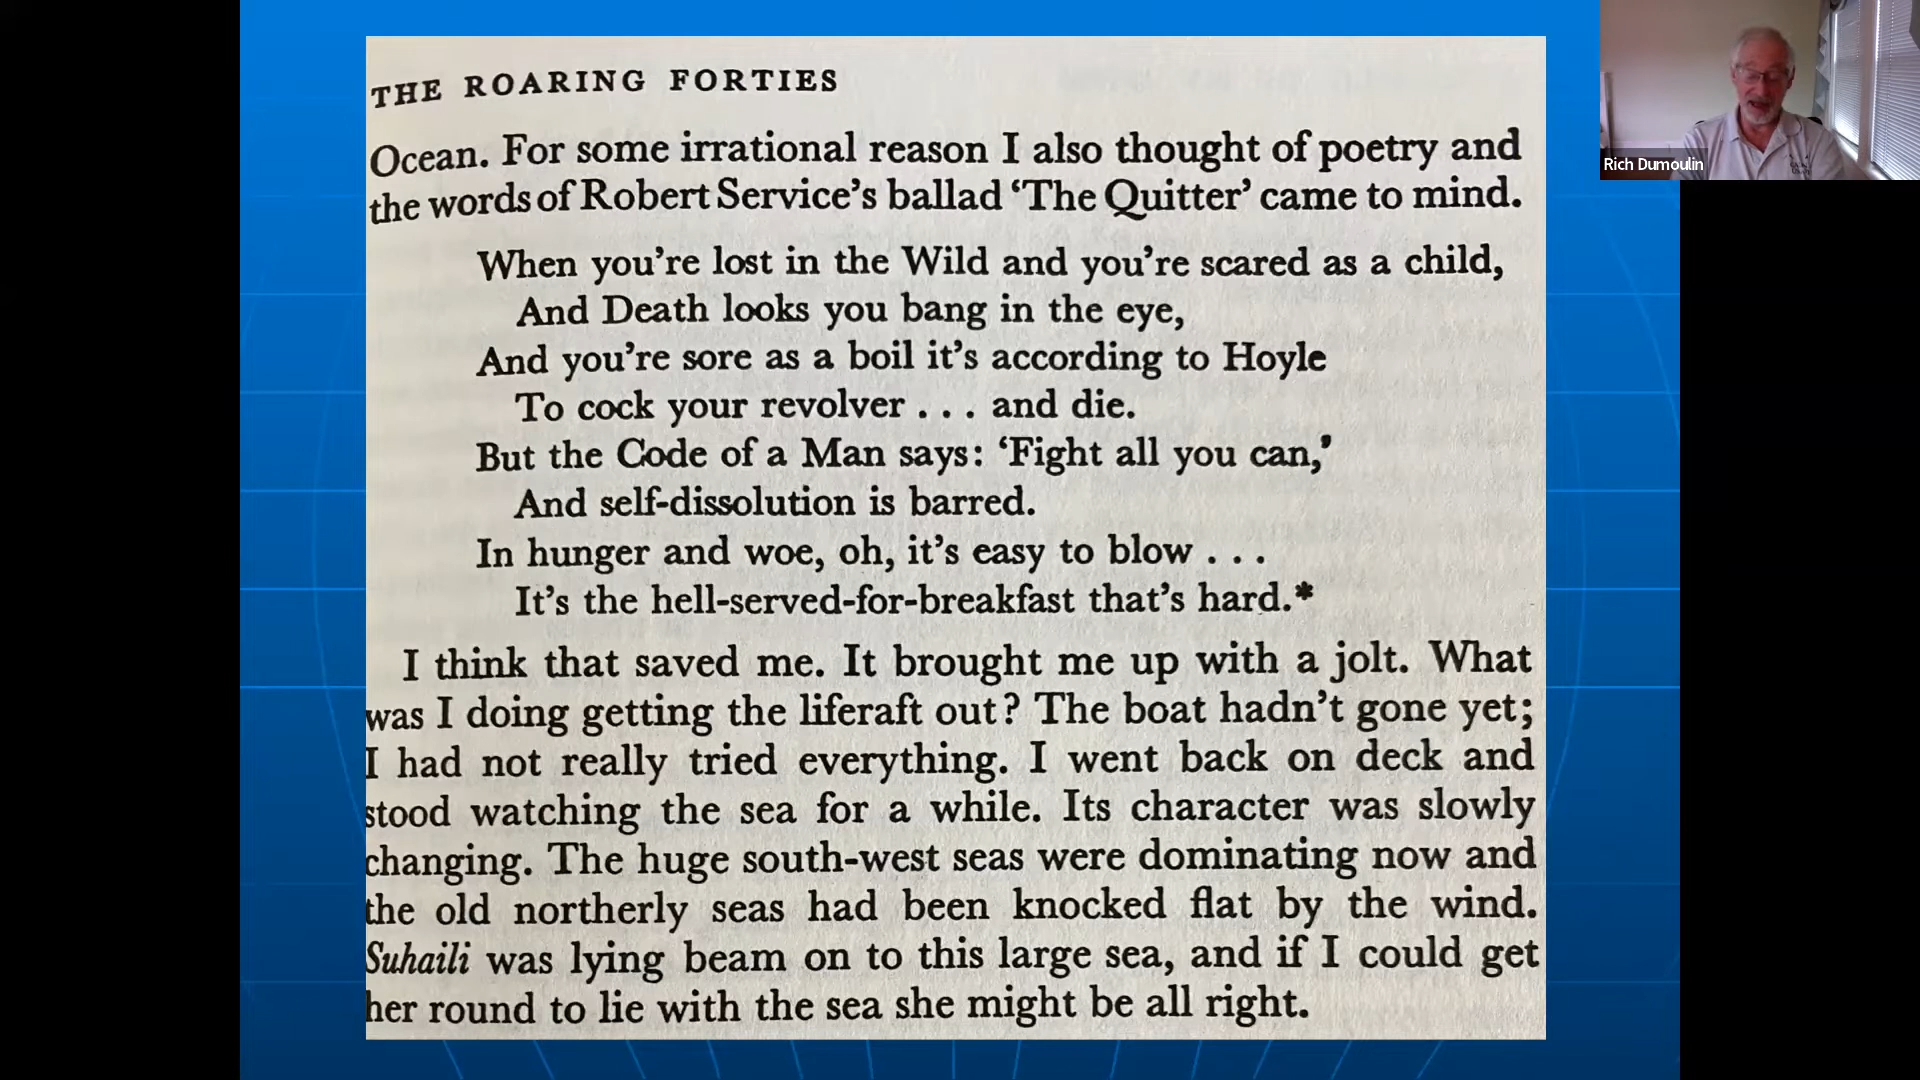 THE ROARING FORTIES
Ocean. For some irrational reason I also thought of poetry and
the words of Robert Service’s ballad ‘The Quitter’ came to mind.
When you’re lost in the Wild and you’re scared as a child,
And Death looks you bang in the eye,
And you’re sore as a boil it’s according to Hoyle
To cock your revolver . . . and die.
But the Code of a Man says: ‘Fight all you can,’
And self-dissolution is barred.
In hunger and woe, oh, it’s easy to blow . . .
It’s the hell-served-for-breakfast that’s hard.*
I think that saved me. It brought me up with a jolt. What
was I doing getting the liferaft out? The boat hadn’t gone yet;
I had not really tried everything. I went back on deck and
stood watching the sea for a while. Its character was slowly
changing. The huge south-west seas were dominating now and
the old northerly seas had been knocked flat by the wind.
Suhaili was lying beam on to this large sea, and if I could get
her round to lie with the sea she might be all right.
Rich Dumoulin